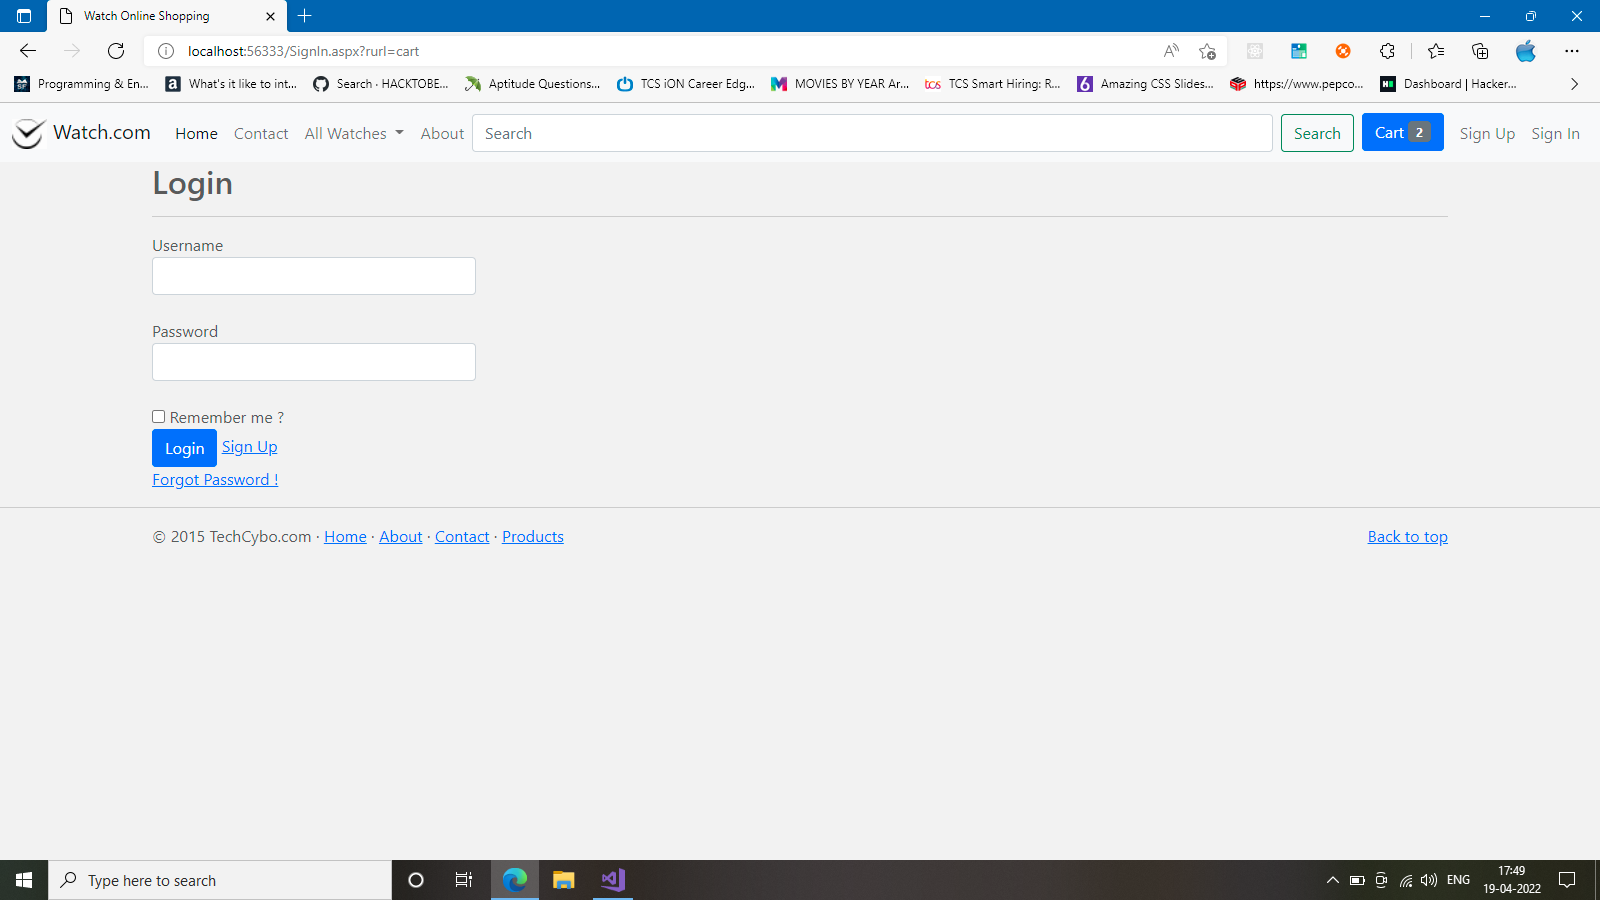 Watch Online Shopping
localhost:56333/SignIn.aspx?rurl=cart
Programming & En... What's it like to int... Search · HACKTOBE... Aptitude Questions... TCS iON Career Edg... MOVIES BY YEAR Ar... TCS Smart Hiring: R... Amazing CSS Slides... https://www.pepco... Dashboard | Hacker...
Watch.com Home Contact All Watches About Search Search Cart 2 Sign Up Sign In
Login
Username
Password
Remember me ?
Login Sign Up
Forgot Password !
© 2015 TechCybo.com · Home · About · Contact · Products Back to top
Type here to search ENG 17:49
19-04-2022